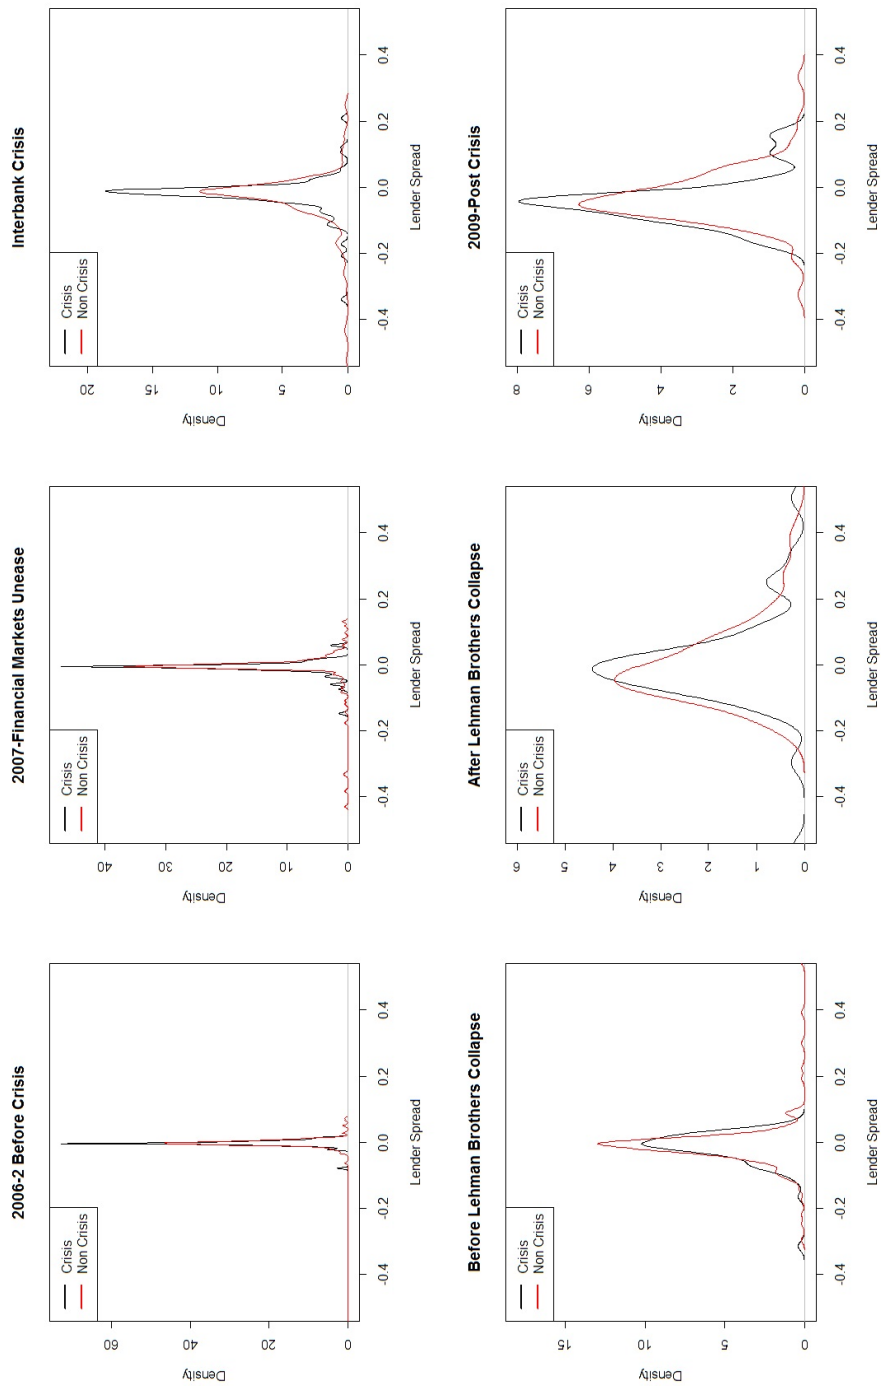 2006-2 Before Crisis
Crisis
Non Crisis
Density
60
40
20
0
-0.4 -0.2 0.0 0.2 0.4
Lender Spread
2007-Financial Markets Unease
Crisis
Non Crisis
Density
40
30
20
10
0
-0.4 -0.2 0.0 0.2 0.4
Lender Spread
Interbank Crisis
Crisis
Non Crisis
Density
20
15
10
5
0
-0.4 -0.2 0.0 0.2 0.4
Lender Spread
Before Lehman Brothers Collapse
Crisis
Non Crisis
Density
15
10
5
0
-0.4 -0.2 0.0 0.2 0.4
Lender Spread
After Lehman Brothers Collapse
Crisis
Non Crisis
Density
6
5
4
3
2
1
0
-0.4 -0.2 0.0 0.2 0.4
Lender Spread
2009-Post Crisis
Crisis
Non Crisis
Density
8
6
4
2
0
-0.4 -0.2 0.0 0.2 0.4
Lender Spread